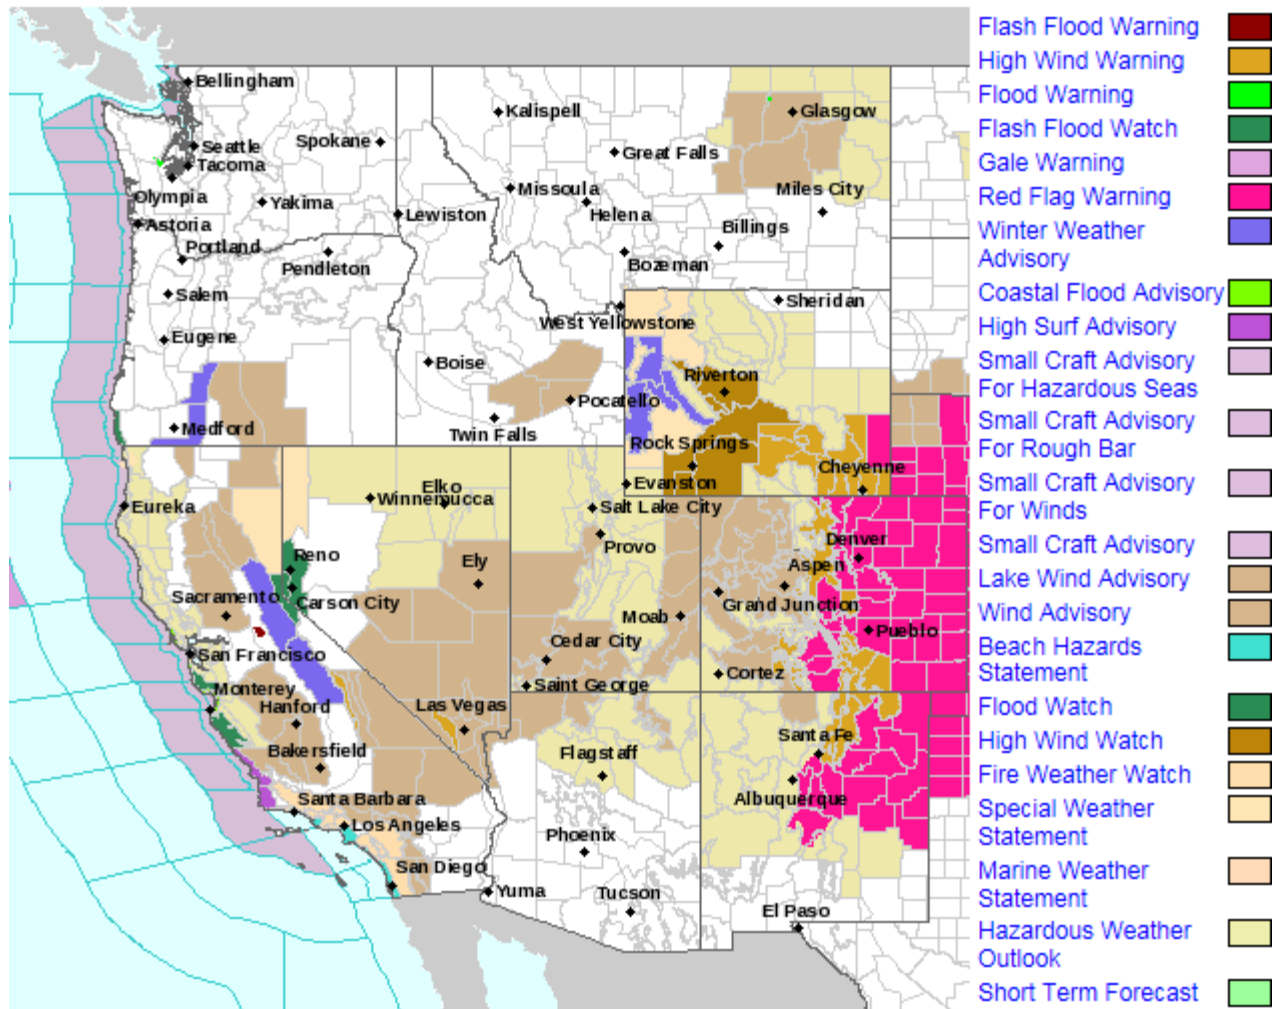 Bellingham
Seattle
Tacoma
Olympia
Spokane
Yakima
Astoria
Portland
Pendleton
Lewiston
Salem
Eugene
Medford
Kalispell
Great Falls
Missoula
Helena
Glasgow
Miles City
Billings
Bozeman
West Yellowstone
Sheridan
Boise
Pocatello
Twin Falls
Riverton
Rock Springs
Evanston
Cheyenne
Eureka
Elko
Winnemucca
Salt Lake City
Provo
Reno
Carson City
Ely
Sacramento
San Francisco
Monterey
Hanford
Bakersfield
Las Vegas
Moab
Cedar City
Saint George
Denver
Aspen
Grand Junction
Pueblo
Cortez
Santa Barbara
Los Angeles
San Diego
Yuma
Flagstaff
Phoenix
Tucson
Santa Fe
Albuquerque
El Paso
Flash Flood Warning
High Wind Warning
Flood Warning
Flash Flood Watch
Gale Warning
Red Flag Warning
Winter Weather
Advisory
Coastal Flood Advisory
High Surf Advisory
Small Craft Advisory
For Hazardous Seas
Small Craft Advisory
For Rough Bar
Small Craft Advisory
For Winds
Small Craft Advisory
Lake Wind Advisory
Wind Advisory
Beach Hazards
Statement
Flood Watch
High Wind Watch
Fire Weather Watch
Special Weather
Statement
Marine Weather
Statement
Hazardous Weather
Outlook
Short Term Forecast